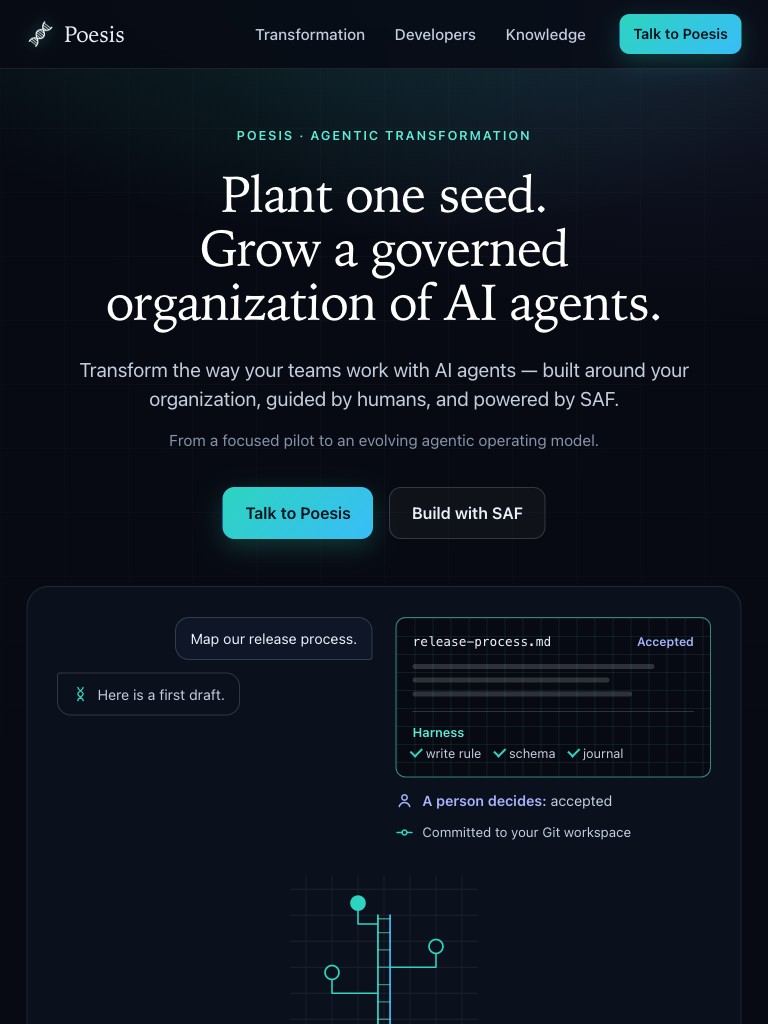 Poesis
Transformation
Developers
Knowledge
Talk to Poesis
POESIS · AGENTIC TRANSFORMATION
Plant one seed.
Grow a governed
organization of AI agents.
Transform the way your teams work with AI agents — built around your
organization, guided by humans, and powered by SAF.
From a focused pilot to an evolving agentic operating model.
Talk to Poesis
Build with SAF
Map our release process.
Here is a first draft.
release-process.md
Accepted
Harness
write rule
schema
journal
A person decides: accepted
Committed to your Git workspace